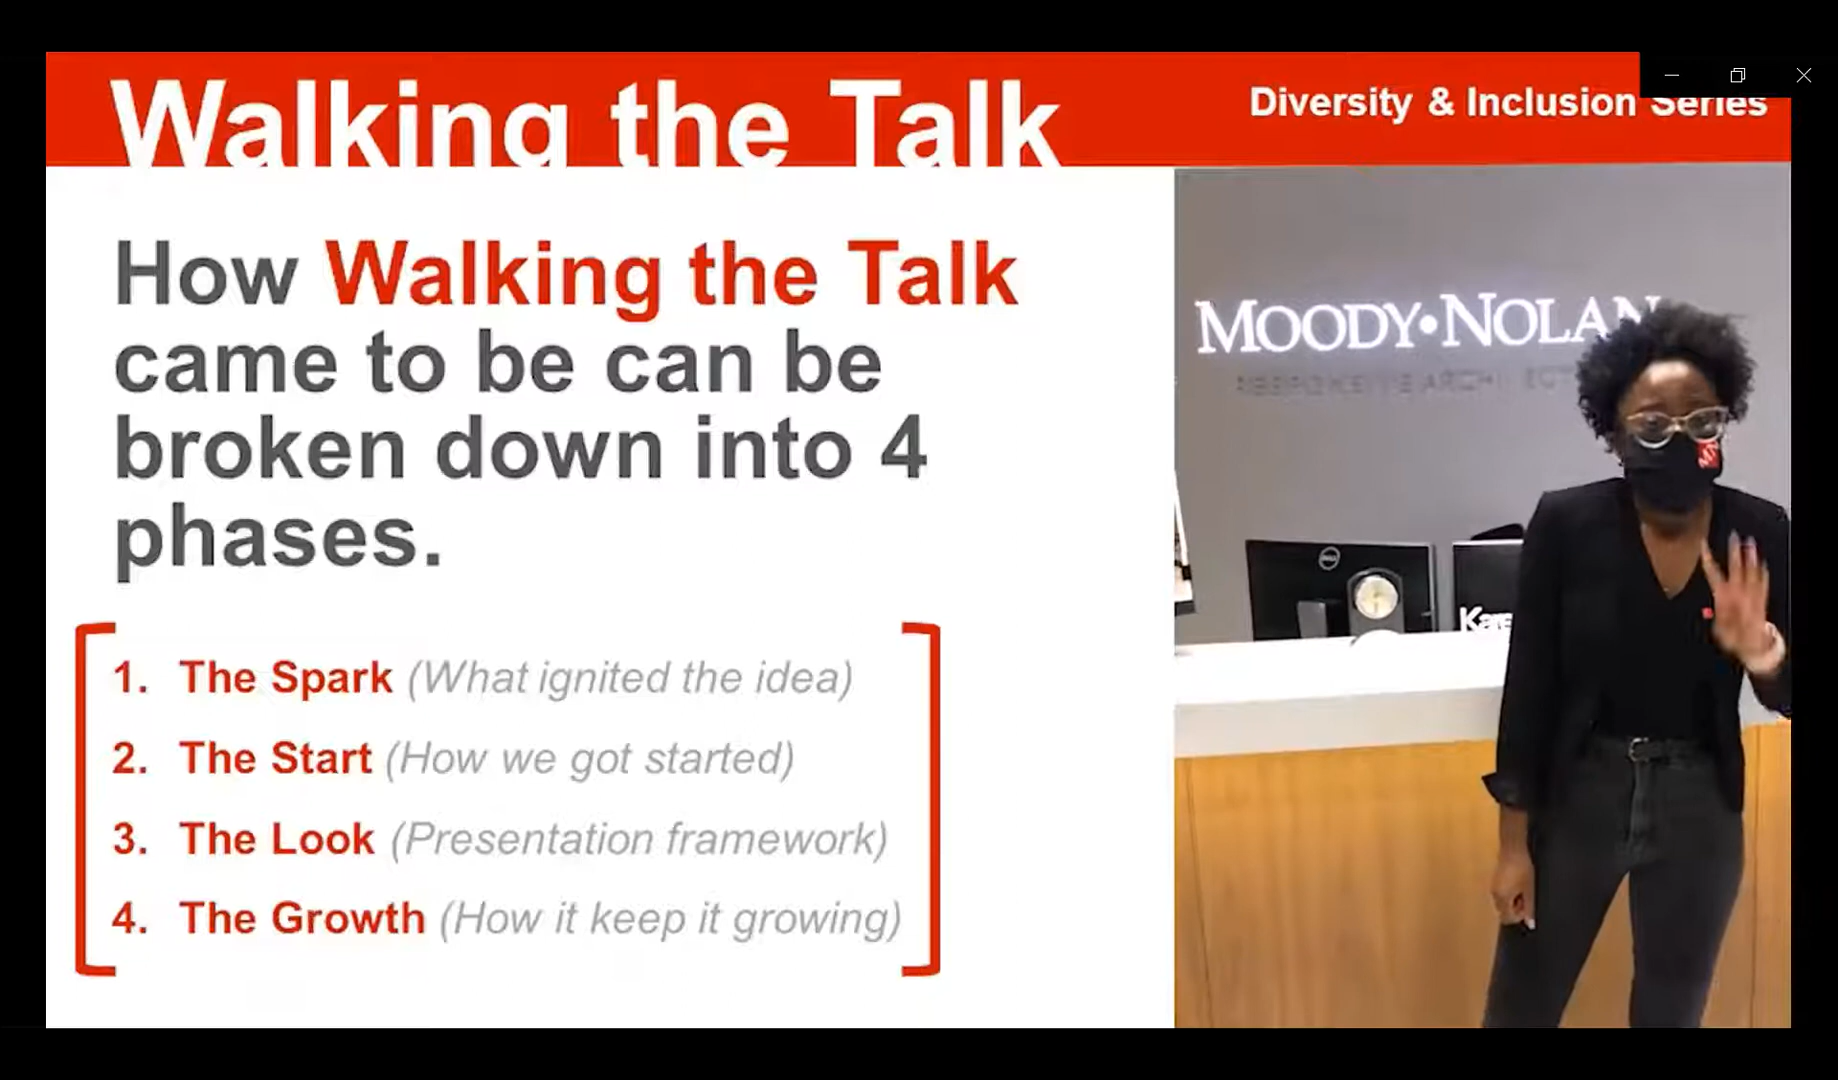 Walking the Talk
Diversity & Inclusion Series
How Walking the Talk
came to be can be
broken down into 4
phases.
1. The Spark (What ignited the idea)
2. The Start (How we got started)
3. The Look (Presentation framework)
4. The Growth (How it keep it growing)
MOODY•NOLAN
DELL